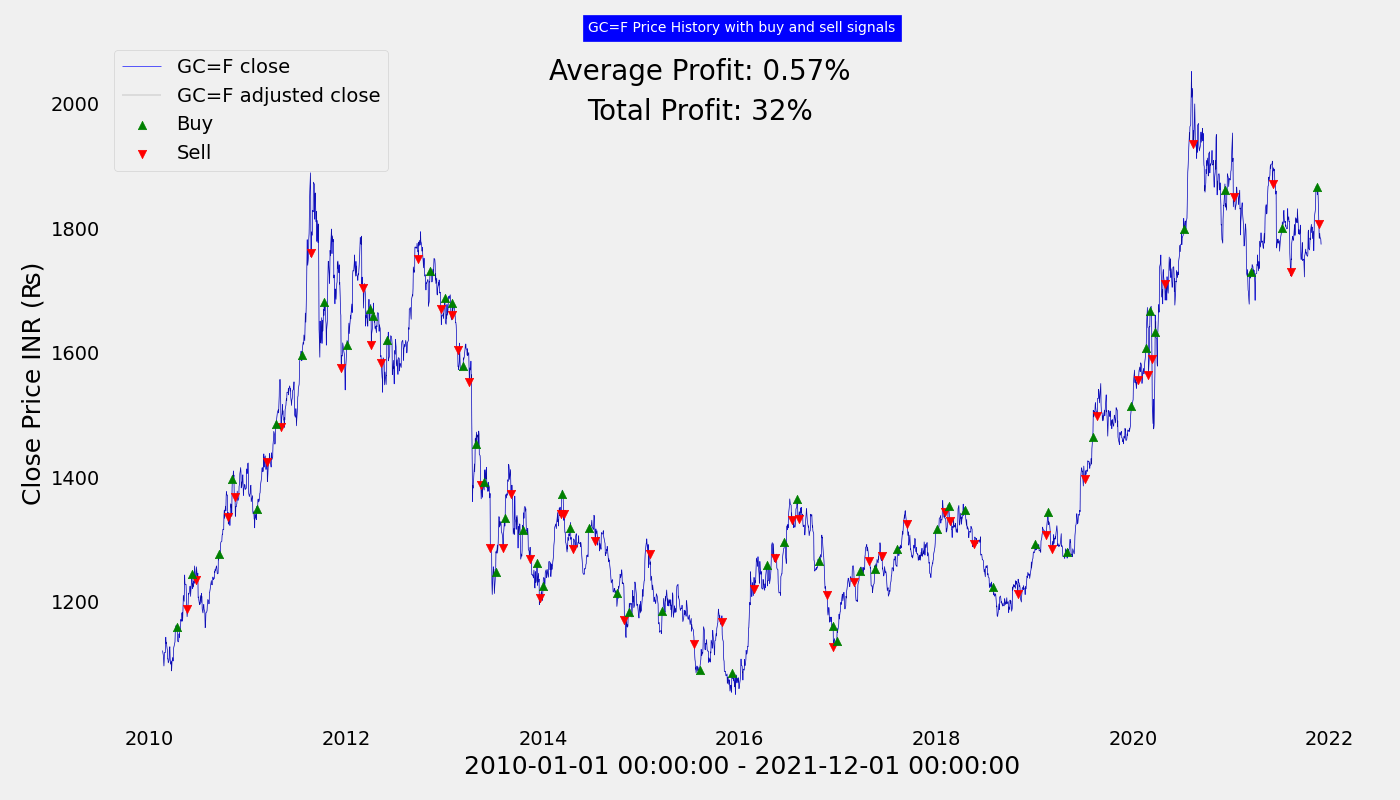 GC=F Price History with buy and sell signals
Average Profit: 0.57%
Total Profit: 32%
GC=F close
GC=F adjusted close
Buy
Sell
Close Price INR (₨)
2000
1800
1600
1400
1200
2010 2012 2014 2016 2018 2020 2022
2010-01-01 00:00:00 - 2021-12-01 00:00:00